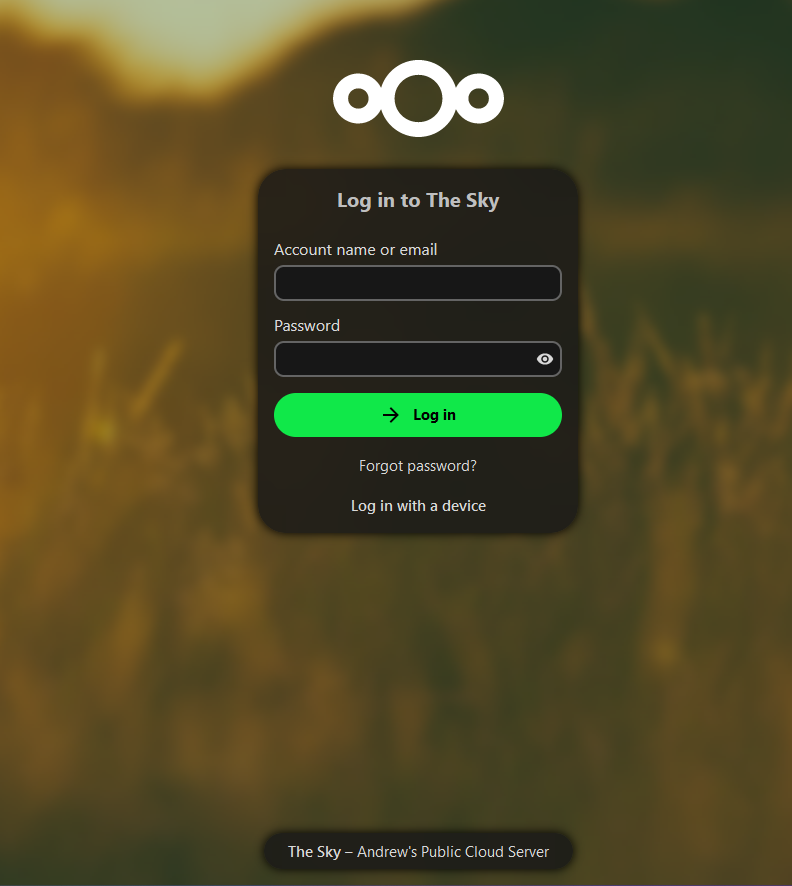 Log in to The Sky
Account name or email
Password
Log in
Forgot password?
Log in with a device
The Sky – Andrew's Public Cloud Server